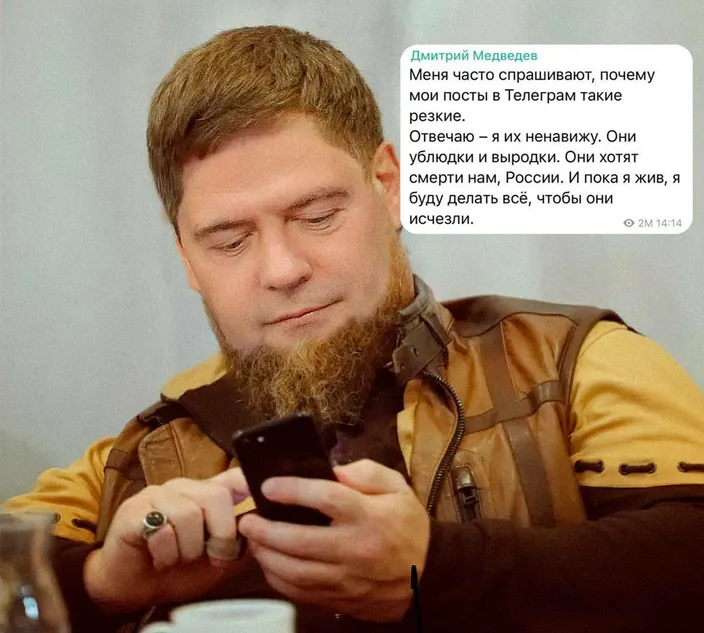 Дмитрий Медведев
Меня часто спрашивают, почему
мои посты в Телеграм такие
резкие.
Отвечаю – я их ненавижу. Они
ублюдки и выродки. Они хотят
смерти нам, России. И пока я жив, я
буду делать всё, чтобы они
исчезли.
2M 14:14